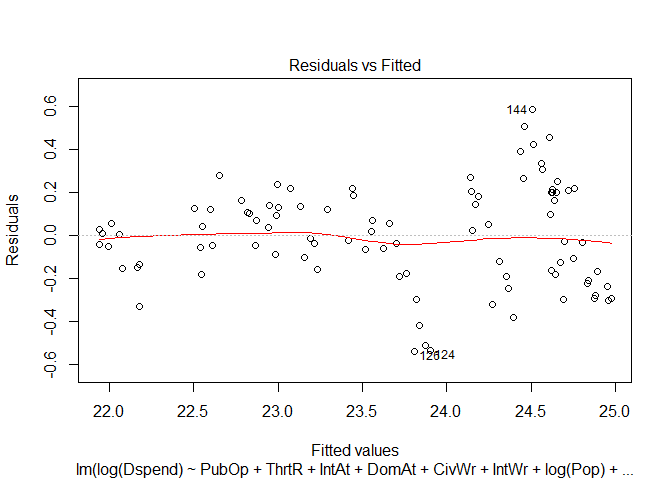 Residuals vs Fitted
Residuals
0.6
0.4
0.2
0.0
-0.2
-0.4
-0.6
144
124
22.0 22.5 23.0 23.5 24.0 24.5 25.0
Fitted values
lm(log(Dspend) ~ PubOp + ThrtR + IntAt + DomAt + CivWr + IntWr + log(Pop) + ...